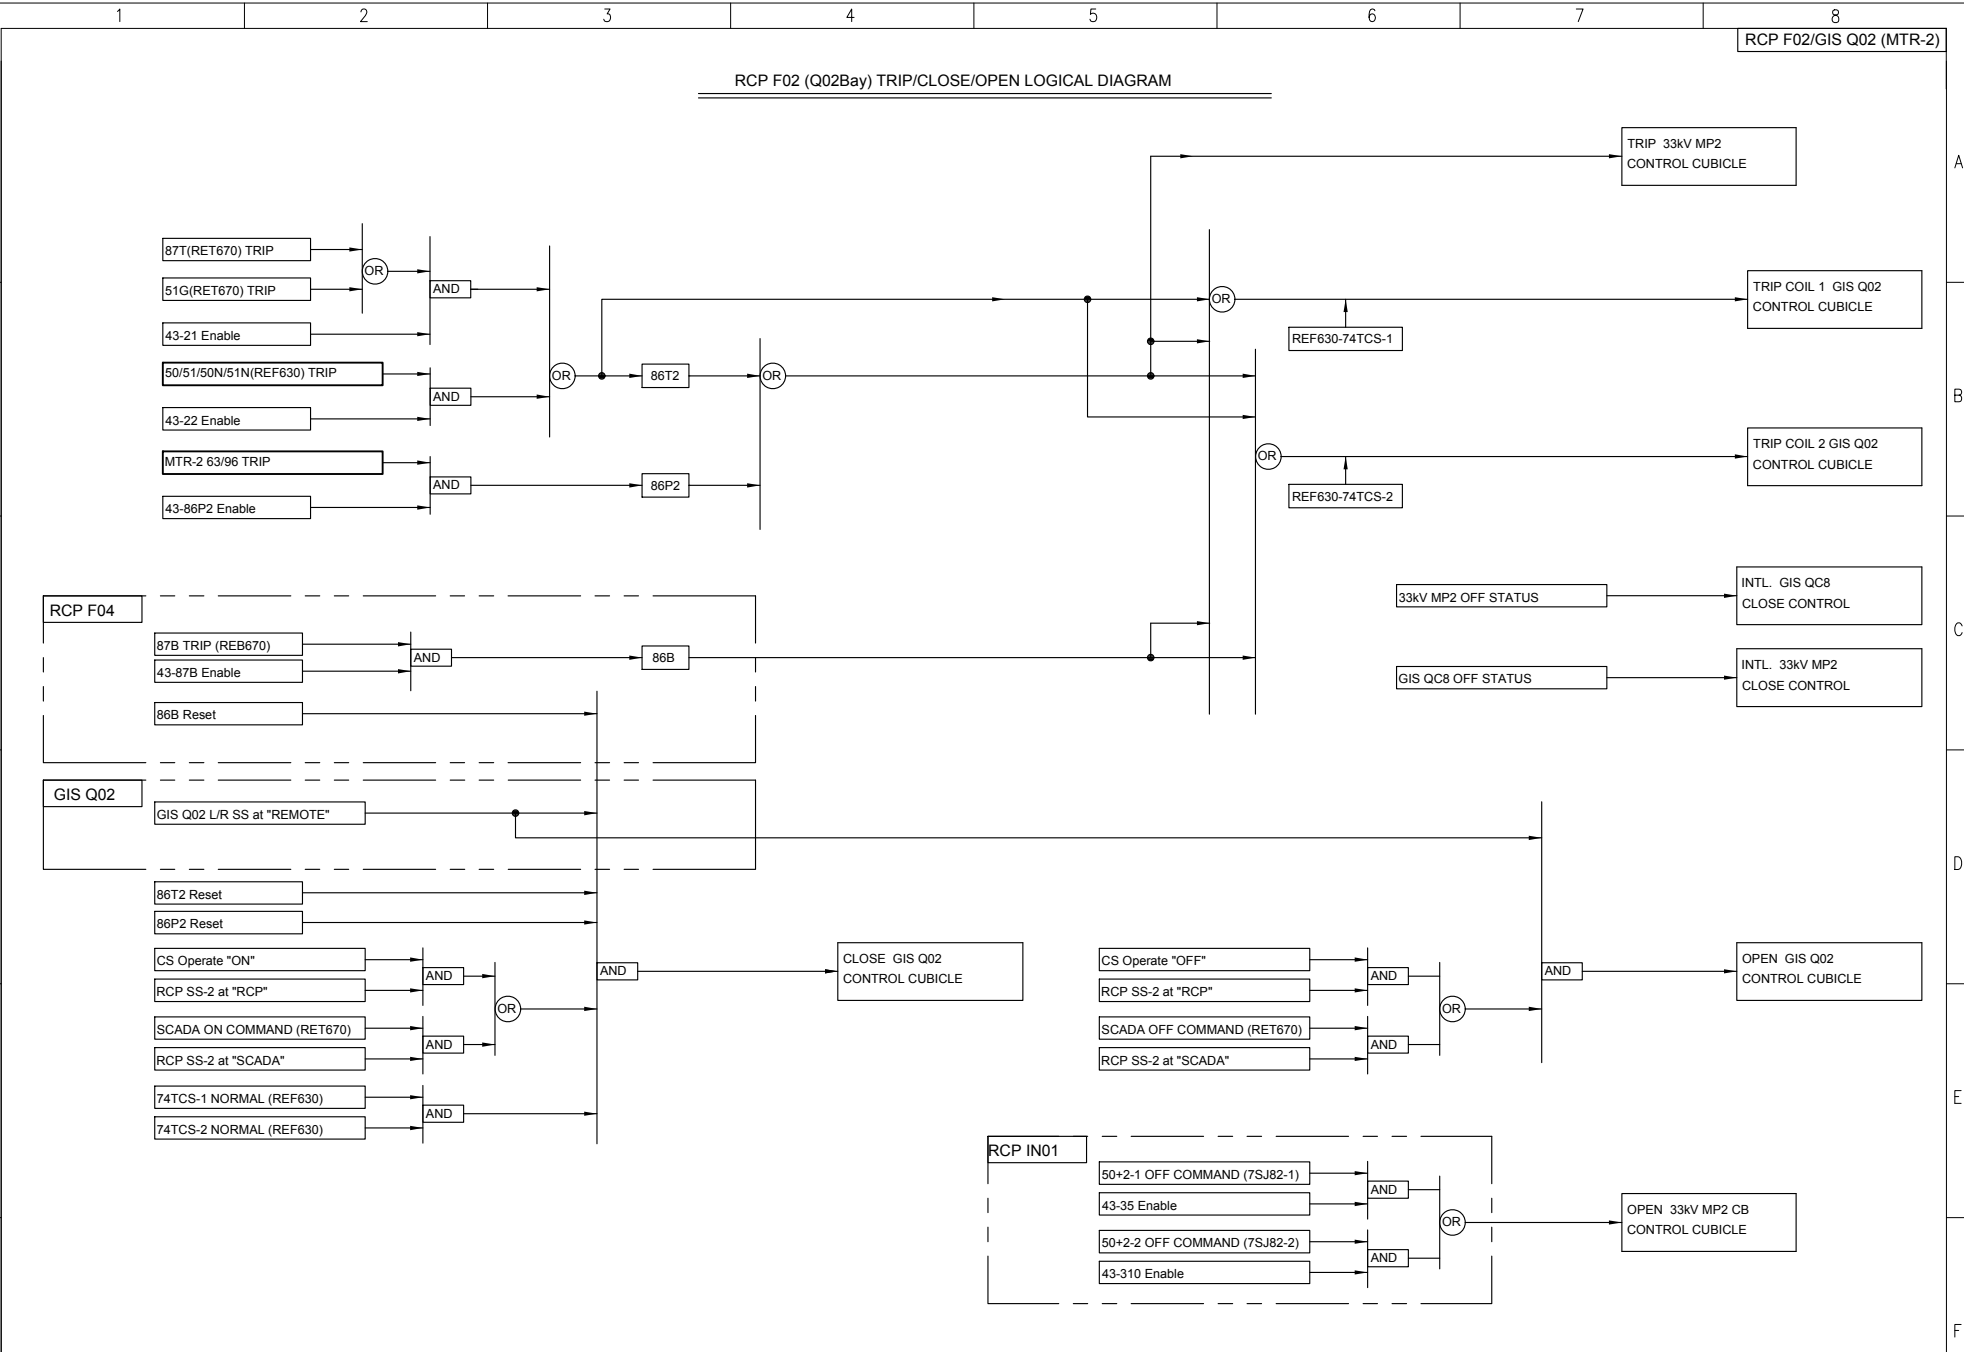 1 2 3 4 5 6 7 8
RCP F02/GIS Q02 (MTR-2)
RCP F02 (Q02Bay) TRIP/CLOSE/OPEN LOGICAL DIAGRAM
TRIP 33kV MP2
CONTROL CUBICLE
A
87T(RET670) TRIP
OR
51G(RET670) TRIP
AND
43-21 Enable
OR
TRIP COIL 1 GIS Q02
CONTROL CUBICLE
REF630-74TCS-1
50/51/50N/51N(REF630) TRIP
AND
43-22 Enable
OR
86T2
OR
B
MTR-2 63/96 TRIP
AND
43-86P2 Enable
86P2
OR
TRIP COIL 2 GIS Q02
CONTROL CUBICLE
REF630-74TCS-2
RCP F04
87B TRIP (REB670)
AND
43-87B Enable
86B
86B Reset
33kV MP2 OFF STATUS
INTL. GIS QC8
CLOSE CONTROL
C
GIS QC8 OFF STATUS
INTL. 33kV MP2
CLOSE CONTROL
GIS Q02
GIS Q02 L/R SS at "REMOTE"
D
86T2 Reset
86P2 Reset
CS Operate "ON"
AND
RCP SS-2 at "RCP"
OR
SCADA ON COMMAND (RET670)
AND
RCP SS-2 at "SCADA"
74TCS-1 NORMAL (REF630)
AND
74TCS-2 NORMAL (REF630)
AND
CLOSE GIS Q02
CONTROL CUBICLE
CS Operate "OFF"
AND
RCP SS-2 at "RCP"
OR
SCADA OFF COMMAND (RET670)
AND
RCP SS-2 at "SCADA"
AND
OPEN GIS Q02
CONTROL CUBICLE
E
RCP IN01
50+2-1 OFF COMMAND (7SJ82-1)
AND
43-35 Enable
OR
50+2-2 OFF COMMAND (7SJ82-2)
AND
43-310 Enable
OPEN 33kV MP2 CB
CONTROL CUBICLE
F